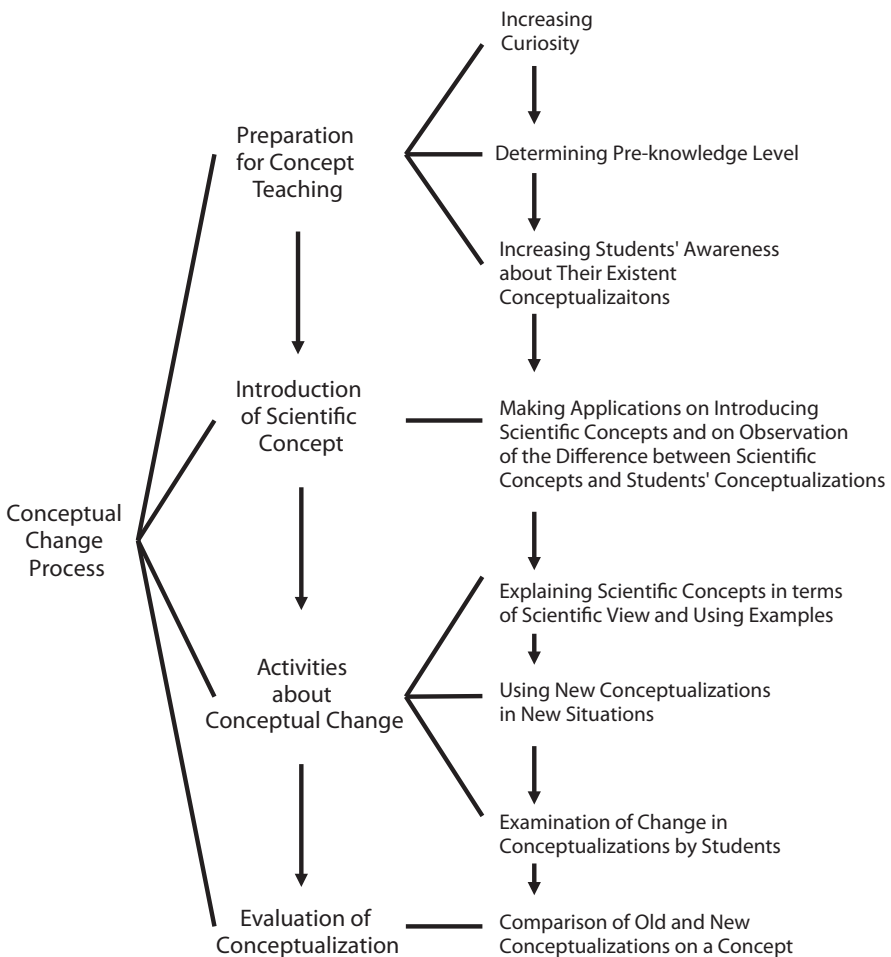 Increasing
Curiosity
Preparation
for Concept
Teaching
Determining Pre-knowledge Level
Increasing Students' Awareness
about Their Existent
Conceptualizaitons
Introduction
of Scientific
Concept
Making Applications on Introducing
Scientific Concepts and on Observation
of the Difference between Scientific
Concepts and Students' Conceptualizations
Conceptual
Change
Process
Explaining Scientific Concepts in terms
of Scientific View and Using Examples
Activities
about
Conceptual Change
Using New Conceptualizations
in New Situations
Examination of Change in
Conceptualizations by Students
Evaluation of
Conceptualization
Comparison of Old and New
Conceptualizations on a Concept